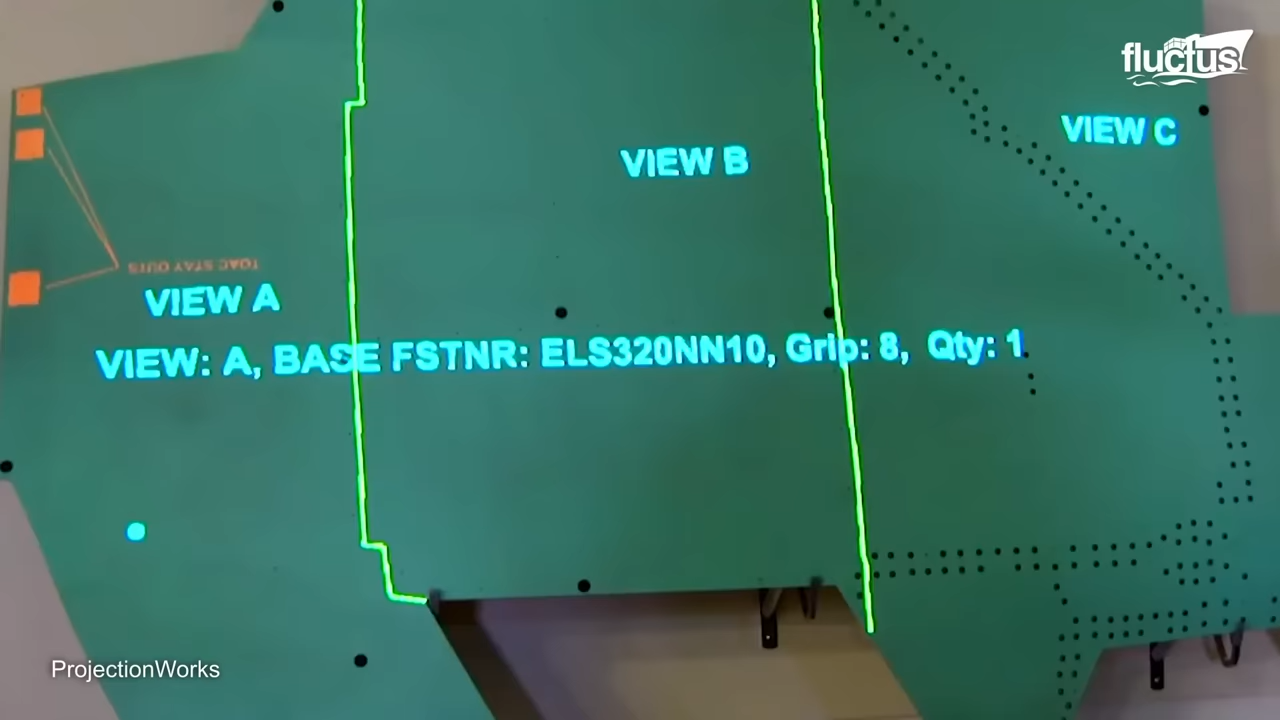 fluctus
VIEW C
VIEW B
TOAC STAY OUTS
VIEW A
VIEW: A, BASE FSTNR: ELS320NN10, Grip: 8, Qty: 1
ProjectionWorks